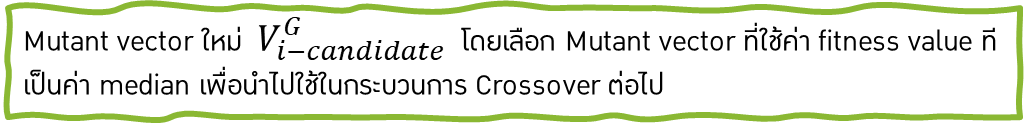 Mutant vector ใหม่ V_{i-candidate}^{G} โดยเลือก Mutant vector ที่ใช้ค่า fitness value ที
เป็นค่า median เพื่อนำไปใช้ในกระบวนการ Crossover ต่อไป